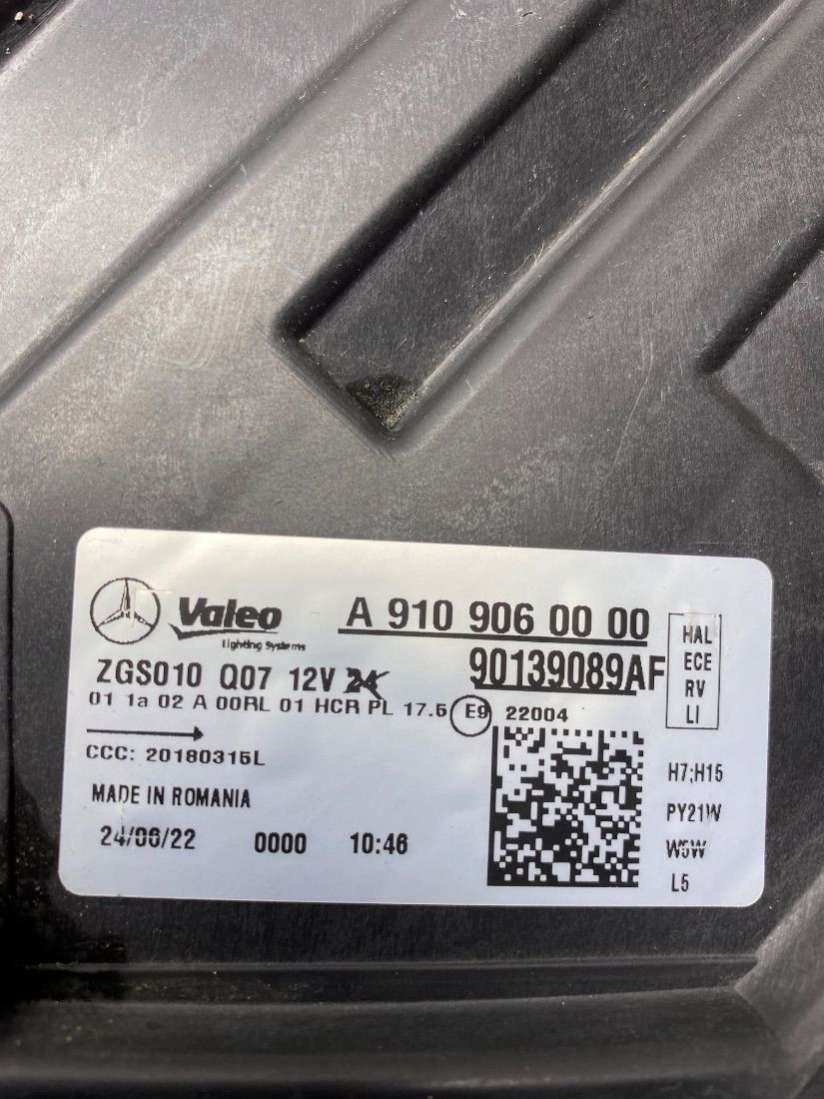 Valeo
Lighting Systems
A 910 906 00 00
90139089AF
ZGS010 Q07 12V 24
01 1a 02 A 00RL 01 HCR PL 17.5 E9 22004
CCC: 20180315L
MADE IN ROMANIA
24/06/22 0000 10:46
HAL
ECE
RV
LI
H7;H15
PY21W
W5W
L5